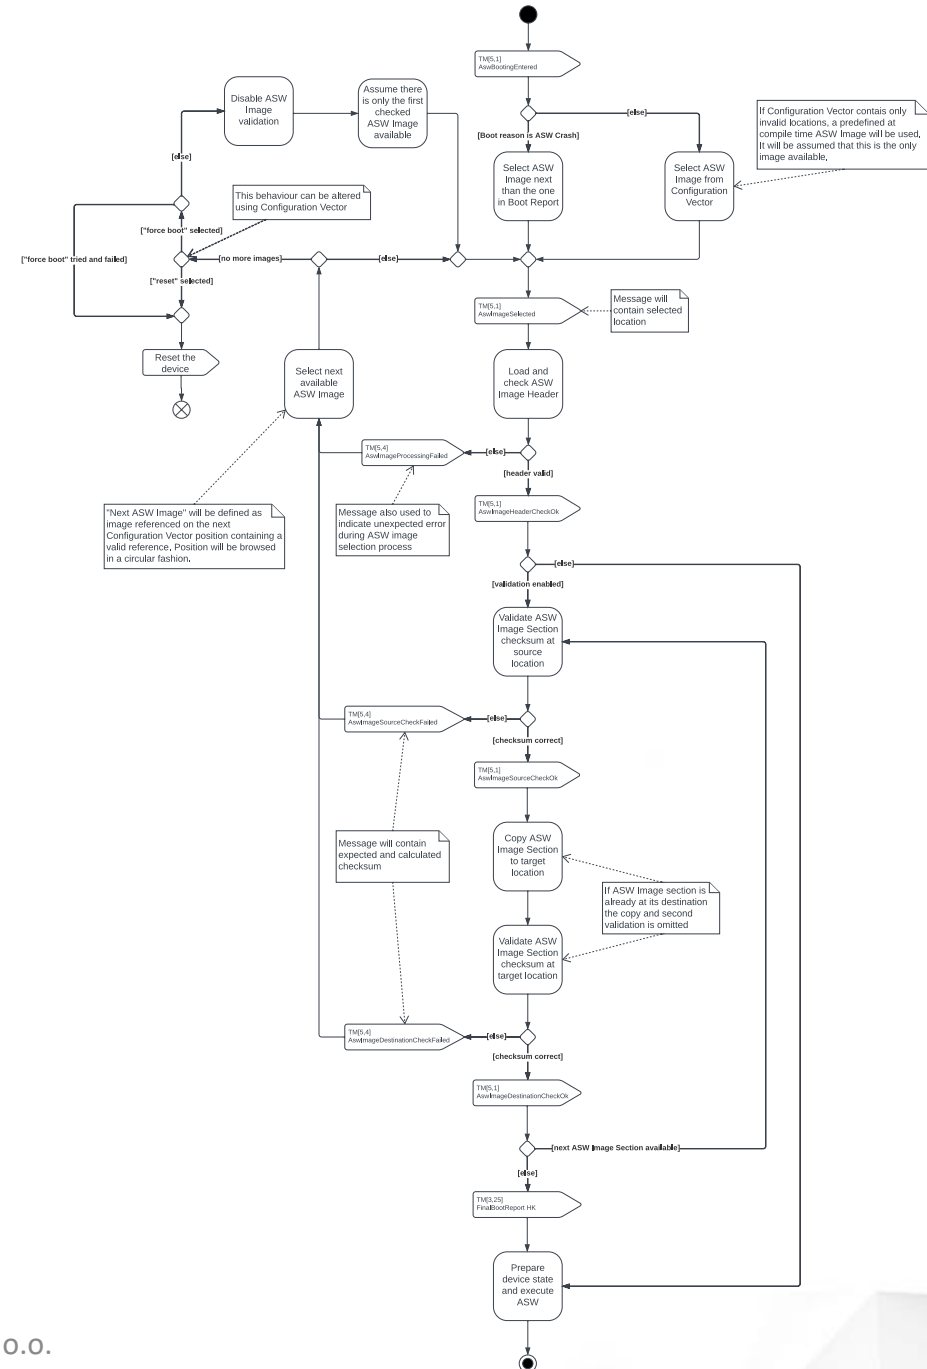 TM[5,1]
AswBootingEntered
[else]
[Boot reason is ASW Crash]
Disable ASW
Image
validation
Assume there
is only the first
checked
ASW Image
available
If Configuration Vector contais only
invalid locations, a predefined at
compile time ASW Image will be used.
It will be assumed that this is the only
image available.
Select ASW
Image next
than the one
in Boot Report
Select ASW
Image from
Configuration
Vector
[else]
This behaviour can be altered
using Configuration Vector
["force boot" selected]
["force boot" tried and failed]
[no more images]
[else]
["reset" selected]
TM[5,1]
AswImageSelected
Message will
contain selected
location
Reset the
device
Select next
available
ASW Image
Load and
check ASW
Image Header
TM[5,4]
AswImageProcessingFailed
[else]
[header valid]
"Next ASW Image" will be defined as
image referenced on the next
Configuration Vector position containing a
valid reference. Position will be browsed
in a circular fashion.
Message also used to
indicate unexpected error
during ASW image
selection process
TM[5,1]
AswImageHeaderCheckOk
[else]
[validation enabled]
Validate ASW
Image Section
checksum at
source
location
TM[5,4]
AswImageSourceCheckFailed
[else]
[checksum correct]
TM[5,1]
AswImageSourceCheckOk
Message will contain
expected and calculated
checksum
Copy ASW
Image Section
to target
location
If ASW Image section is
already at its destination
the copy and second
validation is omitted
Validate ASW
Image Section
checksum at
target location
TM[5,4]
AswImageDestinationCheckFailed
[else]
[checksum correct]
TM[5,1]
AswImageDestinationCheckOk
[next ASW Image Section available]
[else]
TM[3,25]
FinalBootReport HK
Prepare
device state
and execute
ASW
o.o.